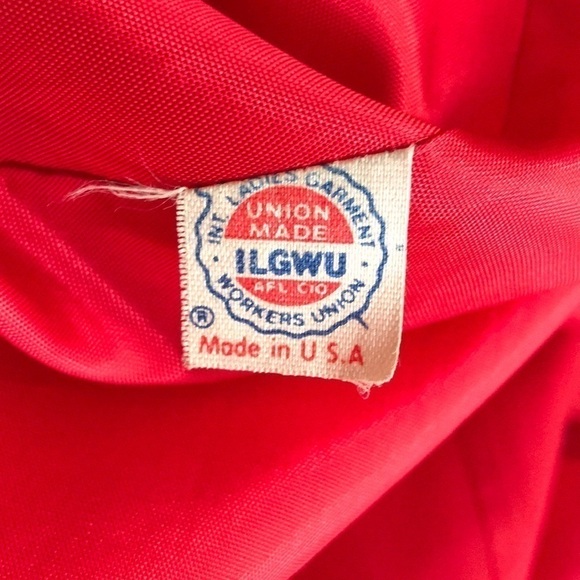 INT. LADIES GARMENT
UNION
MADE
ILGWU
AFL.CIO
WORKERS UNION
®
Made in U S.A